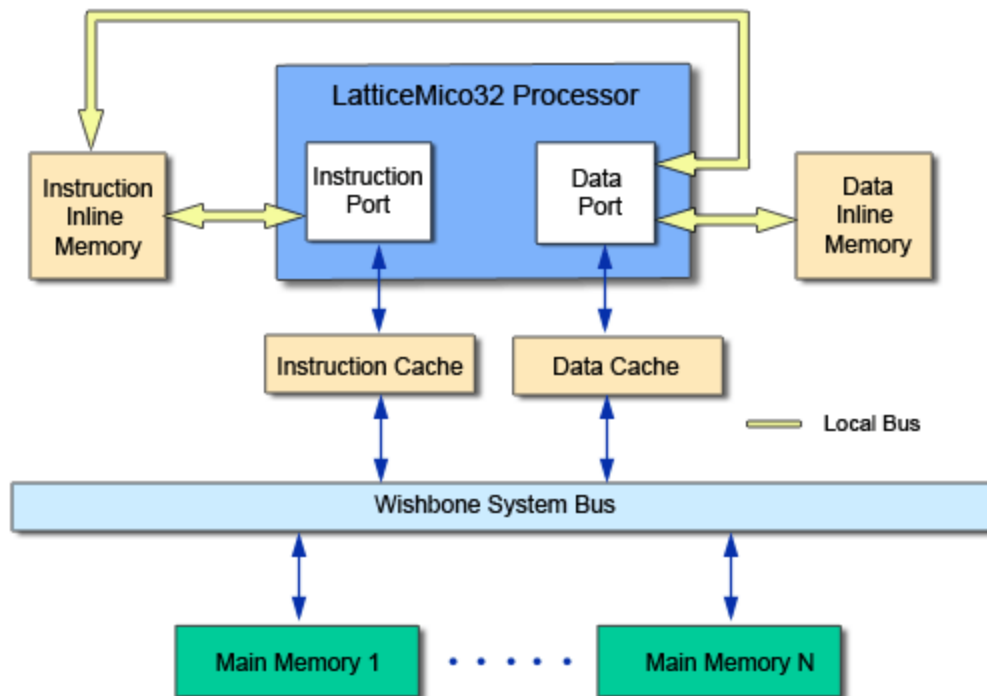 LatticeMico32 Processor
Instruction
Inline
Memory
Instruction
Port
Data
Port
Data
Inline
Memory
Instruction Cache
Data Cache
Local Bus
Wishbone System Bus
Main Memory 1
Main Memory N